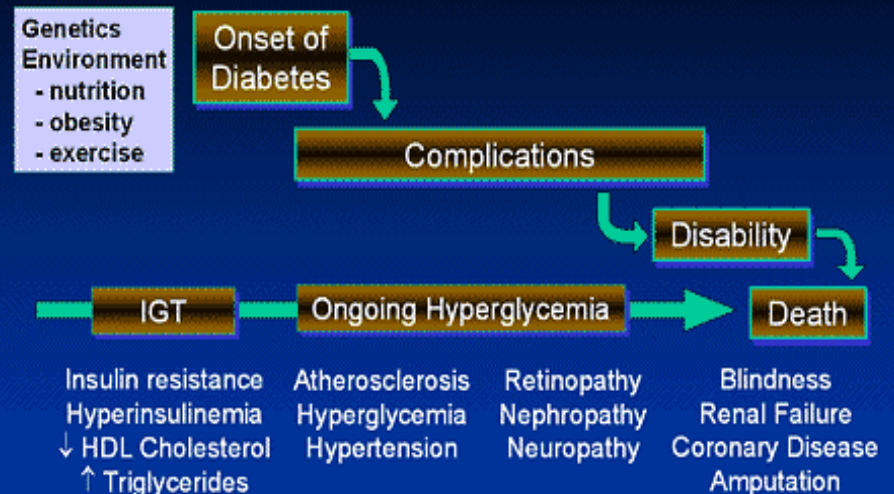 Genetics
Environment
- nutrition
- obesity
- exercise
Onset of
Diabetes
Complications
Disability
IGT
Ongoing Hyperglycemia
Death
Insulin resistance
Hyperinsulinemia
↓ HDL Cholesterol
↑ Triglycerides
Atherosclerosis
Hyperglycemia
Hypertension
Retinopathy
Nephropathy
Neuropathy
Blindness
Renal Failure
Coronary Disease
Amputation